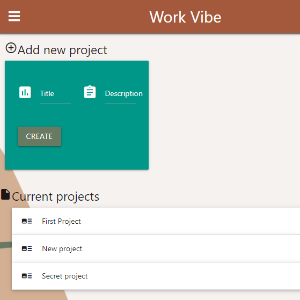 Work Vibe
Add new project
Title Description
CREATE
Current projects
First Project
New project
Secret project